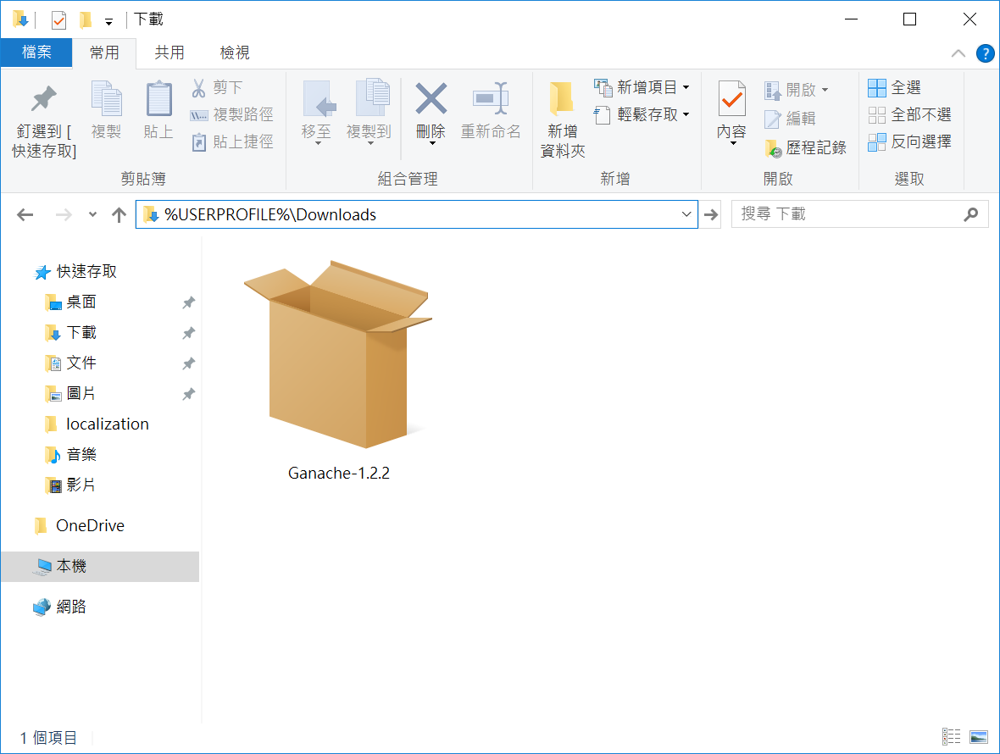 下載
檔案 常用 共用 檢視
?
釘選到 [
快速存取]
複製
貼上
剪下
複製路徑
貼上捷徑
剪貼簿
移至
複製到
刪除
重新命名
組合管理
新增
資料夾
新增項目
輕鬆存取
新增
內容
開啟
編輯
歷程記錄
開啟
全選
全部不選
反向選擇
選取
%USERPROFILE%\Downloads
搜尋 下載
快速存取
桌面
下載
文件
圖片
localization
音樂
影片
OneDrive
本機
網路
Ganache-1.2.2
1 個項目